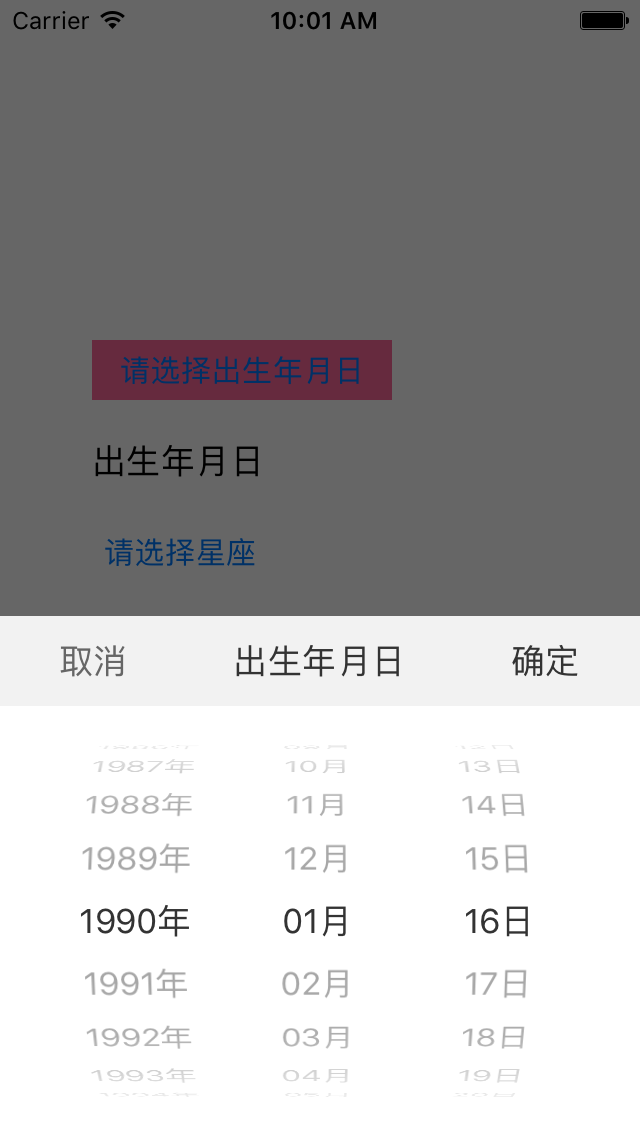 Carrier 10:01 AM
请选择出生年月日
出生年月日
请选择星座
取消 出生年月日 确定
1987年 10月 13日
1988年 11月 14日
1989年 12月 15日
1990年 01月 16日
1991年 02月 17日
1992年 03月 18日
1993年 04月 19日